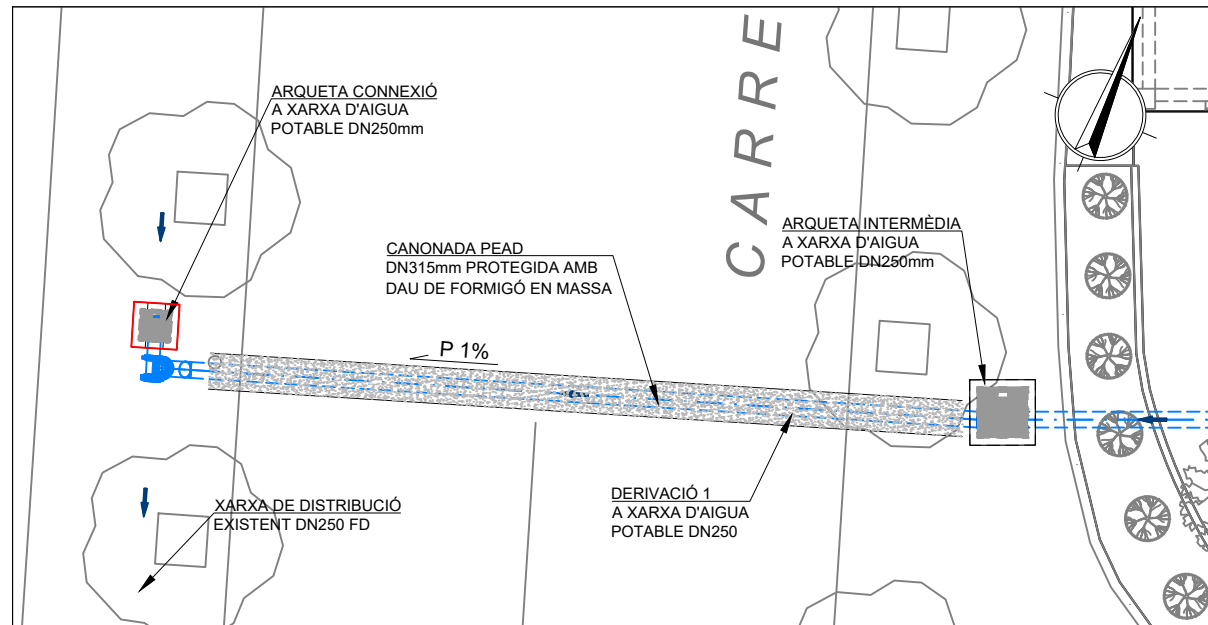 CARRE
ARQUETA CONNEXIÓ
A XARXA D'AIGUA
POTABLE DN250mm
CANONADA PEAD
DN315mm PROTEGIDA AMB
DAU DE FORMIGÓ EN MASSA
ARQUETA INTERMÈDIA
A XARXA D'AIGUA
POTABLE DN250mm
P 1%
XARXA DE DISTRIBUCIÓ
EXISTENT DN250 FD
DERIVACIÓ 1
A XARXA D'AIGUA
POTABLE DN250